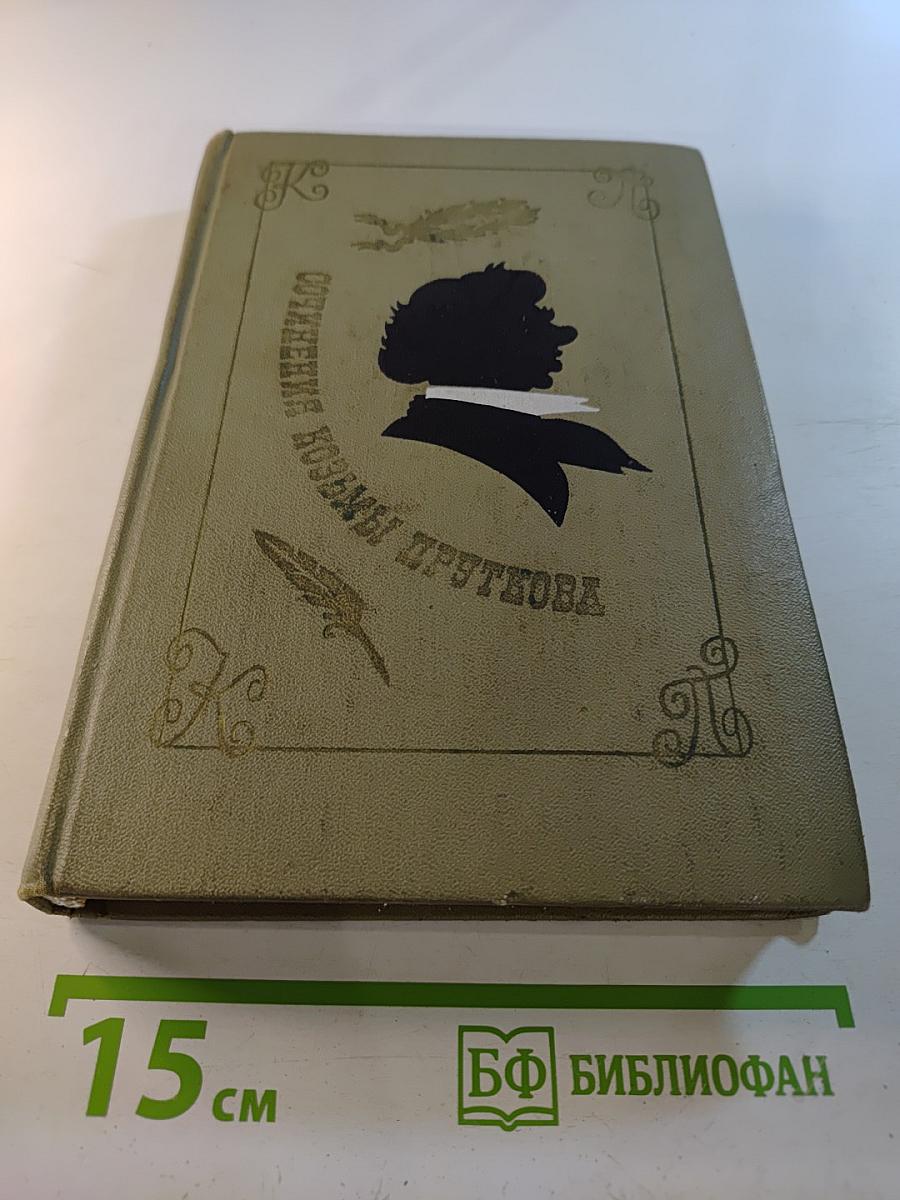 К П
СОЧИНЕНИЯ КОЗЬМЫ ПРУТКОВА
К П
15 см
БФ БИБЛИОФАН